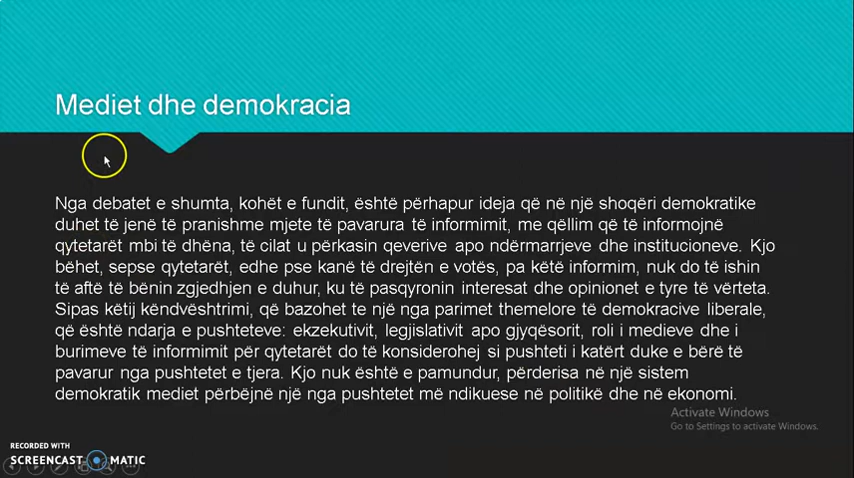 Mediet dhe demokracia
Nga debatet e shumta, kohët e fundit, është përhapur ideja që në një shoqëri demokratike
duhet të jenë të pranishme mjete të pavarura të informimit, me qëllim që të informojnë
qytetarët mbi të dhëna, të cilat u përkasin qeverive apo ndërmarrjeve dhe institucioneve. Kjo
bëhet, sepse qytetarët, edhe pse kanë të drejtën e votës, pa këtë informim, nuk do të ishin
të aftë të bënin zgjedhjen e duhur, ku të pasqyronin interesat dhe opinionet e tyre të vërteta.
Sipas këtij këndvështrimi, që bazohet te një nga parimet themelore të demokracive liberale,
që është ndarja e pushteteve: ekzekutivit, legjislativit apo gjyqësorit, roli i medieve dhe i
burimeve të informimit për qytetarët do të konsiderohej si pushteti i katërt duke e bërë të
pavarur nga pushtetet e tjera. Kjo nuk është e pamundur, përderisa në një sistem
demokratik mediet përbëjnë një nga pushtetet më ndikuese në politikë dhe në ekonomi.
Activate Windows
Go to Settings to activate Windows.
RECORDED WITH
SCREENCAST MATIC